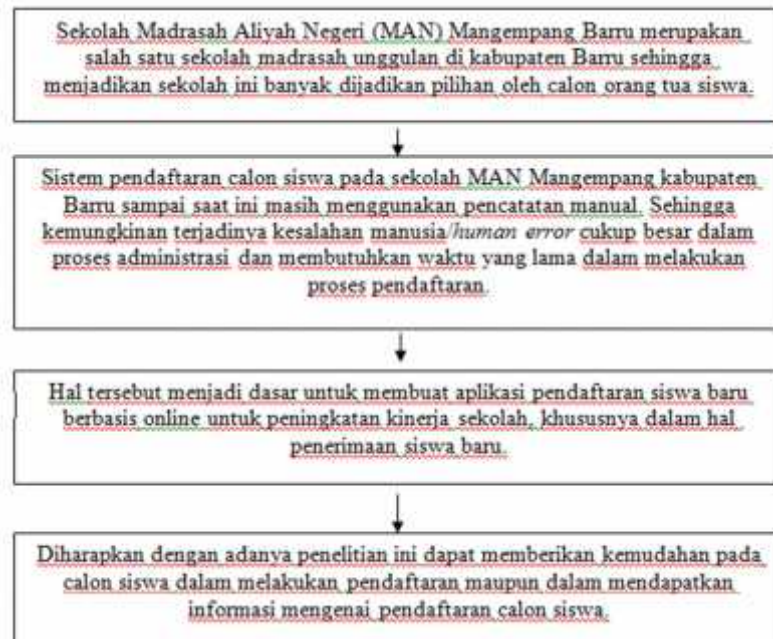 Sekolah Madrasah Aliyah Negeri (MAN) Mangempang Barru merupakan
salah satu sekolah madrasah unggulan di kabupaten Barru sehingga
menjadikan sekolah ini banyak dijadikan pilihan oleh calon orang tua siswa.
Sistem pendaftaran calon siswa pada sekolah MAN Mangempang kabupaten
Barru sampai saat ini masih menggunakan pencatatan manual. Sehingga
kemungkinan terjadinya kesalahan manusia/human error cukup besar dalam
proses administrasi dan membutuhkan waktu yang lama dalam melakukan
proses pendaftaran.
Hal tersebut menjadi dasar untuk membuat aplikasi pendaftaran siswa baru
berbasis online untuk peningkatan kinerja sekolah, khususnya dalam hal
penerimaan siswa baru.
Diharapkan dengan adanya penelitian ini dapat memberikan kemudahan pada
calon siswa dalam melakukan pendaftaran maupun dalam mendapatkan
informasi mengenai pendaftaran calon siswa.